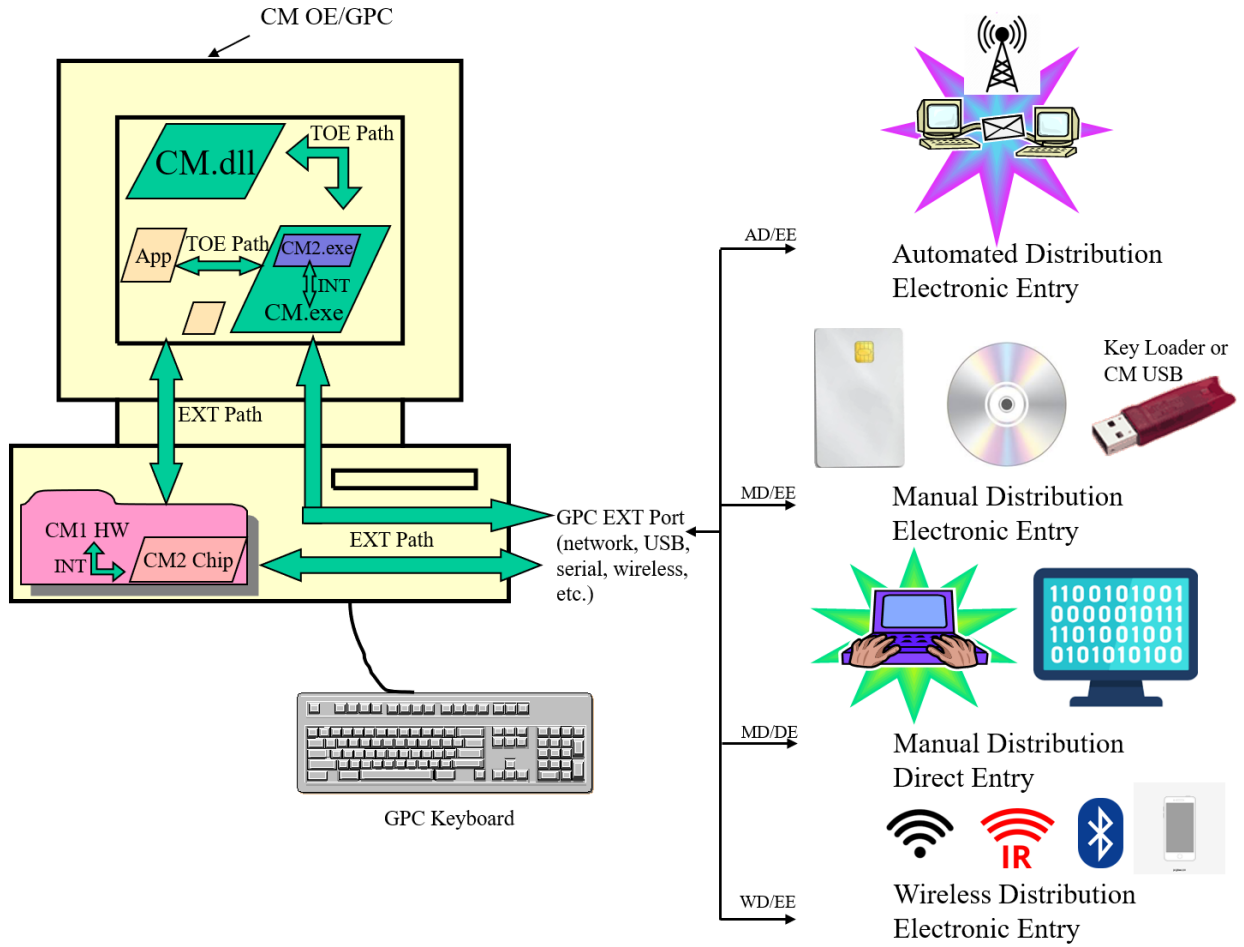 CM OE/GPC
TOE Path
CM.dll
TOE Path
App
CM2.exe
INT
CM.exe
EXT Path
CM1 HW
INT
CM2 Chip
EXT Path
GPC EXT Port
(network, USB,
serial, wireless,
etc.)
GPC Keyboard
AD/EE
Automated Distribution
Electronic Entry
Key Loader or
CM USB
MD/EE
Manual Distribution
Electronic Entry
1100101001
0000010111
1101001001
0101010100
MD/DE
Manual Distribution
Direct Entry
IR
WD/EE
Wireless Distribution
Electronic Entry